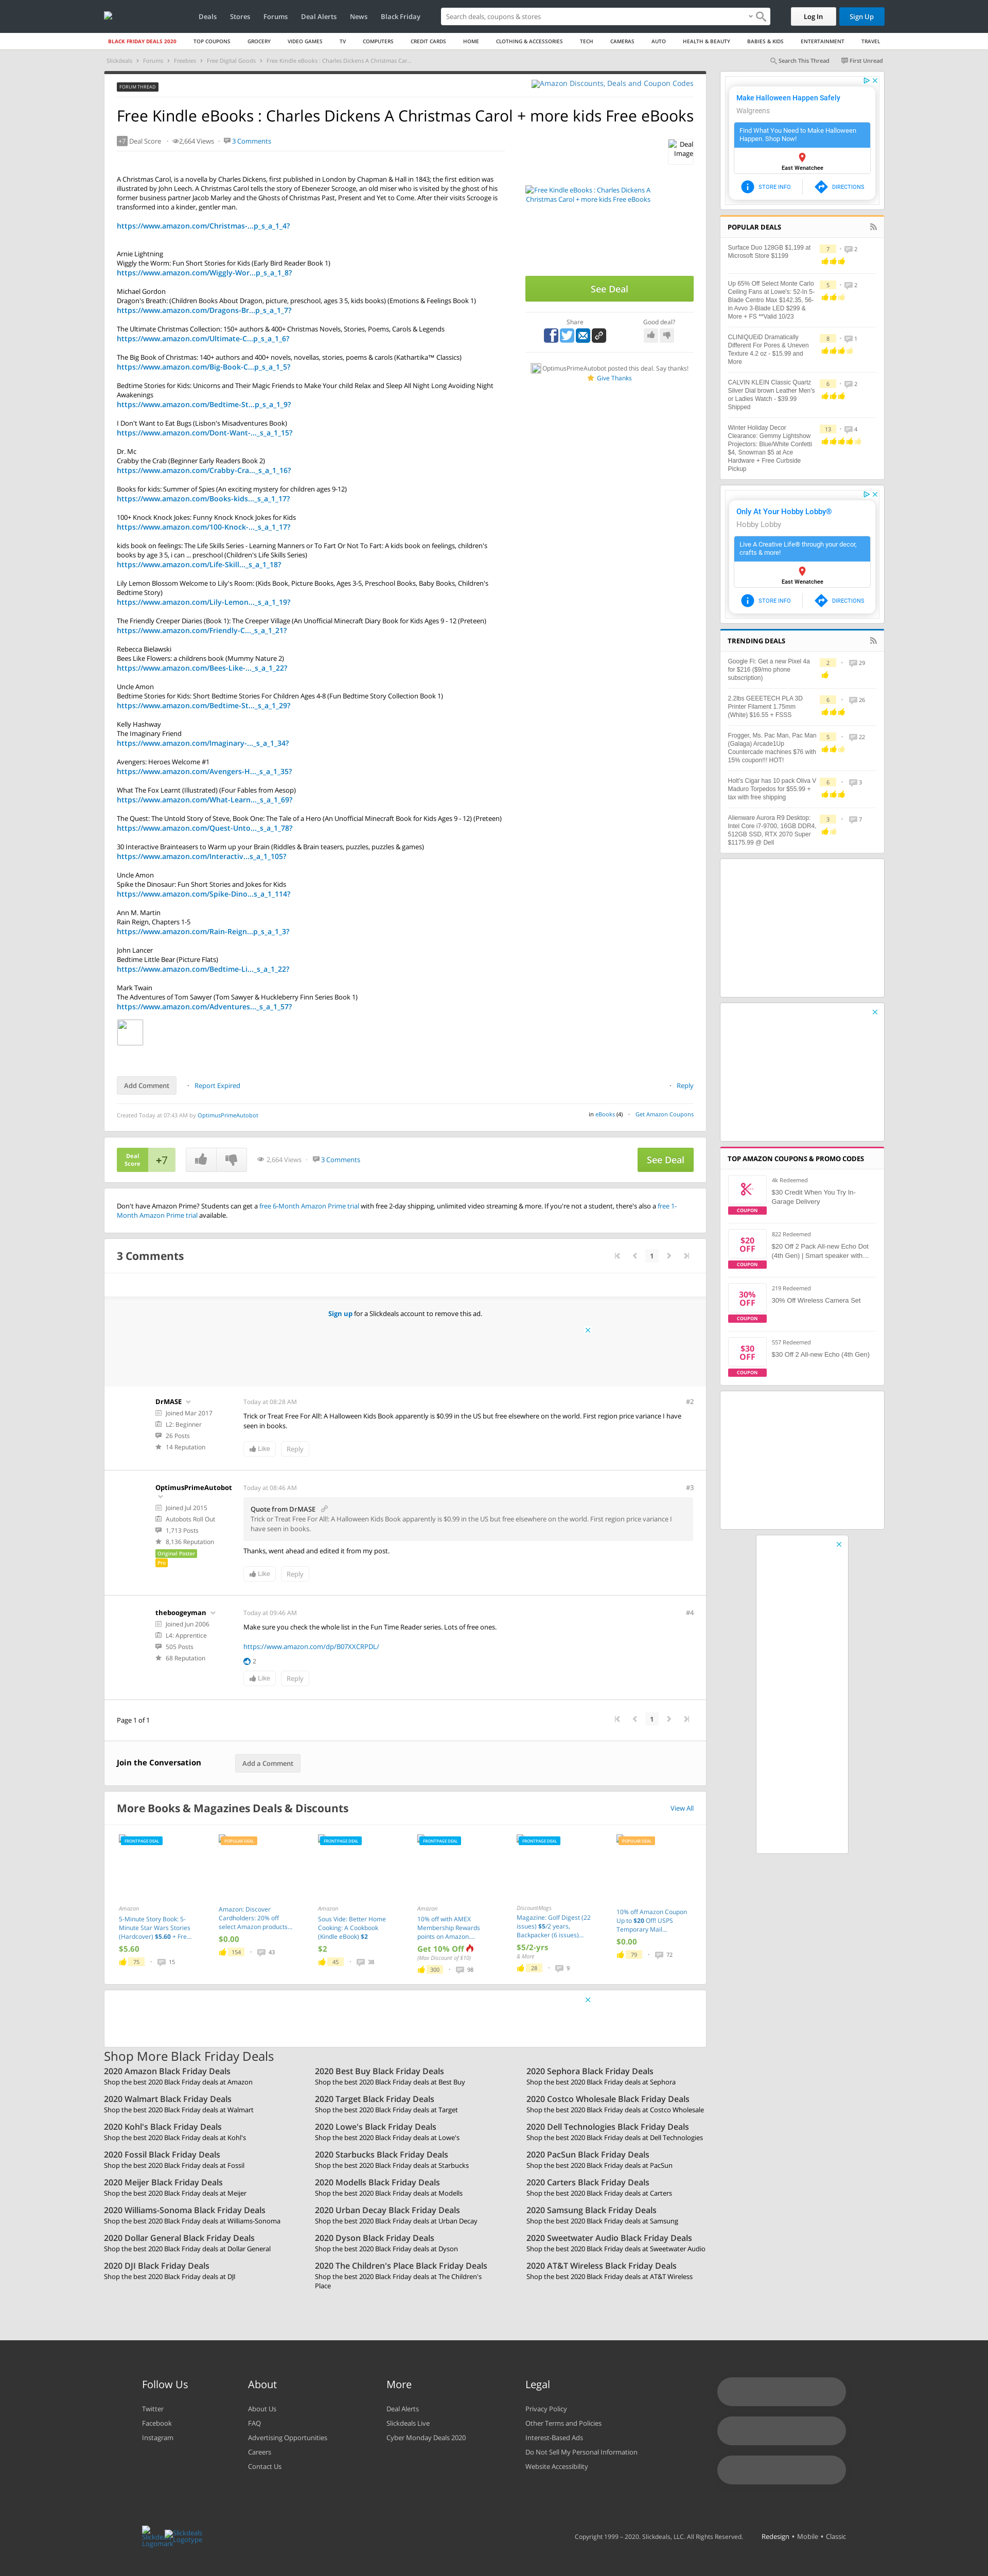 Deals
Stores
Forums
Deal Alerts
News
Black Friday
Search deals, coupons & stores
Log In
Sign Up
BLACK FRIDAY DEALS 2020
TOP COUPONS
GROCERY
VIDEO GAMES
TV
COMPUTERS
CREDIT CARDS
HOME
CLOTHING & ACCESSORIES
TECH
CAMERAS
AUTO
HEALTH & BEAUTY
BABIES & KIDS
ENTERTAINMENT
TRAVEL
Slickdeals
Forums
Freebies
Free Digital Goods
Free Kindle eBooks : Charles Dickens A Christmas Car...
Search This Thread
First Unread
FORUM THREAD
Amazon Discounts, Deals and Coupon Codes
Free Kindle eBooks : Charles Dickens A Christmas Carol + more kids Free eBooks
+7 Deal Score
2,664 Views
3 Comments
Deal Image
A Christmas Carol, is a novella by Charles Dickens, first published in London by Chapman & Hall in 1843; the first edition was
illustrated by John Leech. A Christmas Carol tells the story of Ebenezer Scrooge, an old miser who is visited by the ghost of his
former business partner Jacob Marley and the Ghosts of Christmas Past, Present and Yet to Come. After their visits Scrooge is
transformed into a kinder, gentler man.
https://www.amazon.com/Christmas-...p_s_a_1_4?
Arnie Lightning
Wiggly the Worm: Fun Short Stories for Kids (Early Bird Reader Book 1)
https://www.amazon.com/Wiggly-Wor...p_s_a_1_8?
Michael Gordon
Dragon's Breath: (Children Books About Dragon, picture, preschool, ages 3 5, kids books) (Emotions & Feelings Book 1)
https://www.amazon.com/Dragons-Br...p_s_a_1_7?
The Ultimate Christmas Collection: 150+ authors & 400+ Christmas Novels, Stories, Poems, Carols & Legends
https://www.amazon.com/Ultimate-C...p_s_a_1_6?
The Big Book of Christmas: 140+ authors and 400+ novels, novellas, stories, poems & carols (Kathartika™ Classics)
https://www.amazon.com/Big-Book-C...p_s_a_1_5?
Bedtime Stories for Kids: Unicorns and Their Magic Friends to Make Your child Relax and Sleep All Night Long Avoiding Night
Awakenings
https://www.amazon.com/Bedtime-St...p_s_a_1_9?
I Don't Want to Eat Bugs (Lisbon's Misadventures Book)
https://www.amazon.com/Dont-Want-..._s_a_1_15?
Dr. Mc
Crabby the Crab (Beginner Early Readers Book 2)
https://www.amazon.com/Crabby-Cra..._s_a_1_16?
Books for kids: Summer of Spies (An exciting mystery for children ages 9-12)
https://www.amazon.com/Books-kids..._s_a_1_17?
100+ Knock Knock Jokes: Funny Knock Knock Jokes for Kids
https://www.amazon.com/100-Knock-..._s_a_1_17?
kids book on feelings: The Life Skills Series - Learning Manners or To Fart Or Not To Fart: A kids book on feelings, children's
books by age 3 5, i can ... preschool (Children's Life Skills Series)
https://www.amazon.com/Life-Skill..._s_a_1_18?
Lily Lemon Blossom Welcome to Lily's Room: (Kids Book, Picture Books, Ages 3-5, Preschool Books, Baby Books, Children's
Bedtime Story)
https://www.amazon.com/Lily-Lemon..._s_a_1_19?
The Friendly Creeper Diaries (Book 1): The Creeper Village (An Unofficial Minecraft Diary Book for Kids Ages 9 - 12 (Preteen)
https://www.amazon.com/Friendly-C..._s_a_1_21?
Rebecca Bielawski
Bees Like Flowers: a childrens book (Mummy Nature 2)
https://www.amazon.com/Bees-Like-..._s_a_1_22?
Uncle Amon
Bedtime Stories for Kids: Short Bedtime Stories For Children Ages 4-8 (Fun Bedtime Story Collection Book 1)
https://www.amazon.com/Bedtime-St..._s_a_1_29?
Kelly Hashway
The Imaginary Friend
https://www.amazon.com/Imaginary-..._s_a_1_34?
Avengers: Heroes Welcome #1
https://www.amazon.com/Avengers-H..._s_a_1_35?
What The Fox Learnt (Illustrated) (Four Fables from Aesop)
https://www.amazon.com/What-Learn..._s_a_1_69?
The Quest: The Untold Story of Steve, Book One: The Tale of a Hero (An Unofficial Minecraft Book for Kids Ages 9 - 12) (Preteen)
https://www.amazon.com/Quest-Unto..._s_a_1_78?
30 Interactive Brainteasers to Warm up your Brain (Riddles & Brain teasers, puzzles, puzzles & games)
https://www.amazon.com/Interactiv...s_a_1_105?
Uncle Amon
Spike the Dinosaur: Fun Short Stories and Jokes for Kids
https://www.amazon.com/Spike-Dino...s_a_1_114?
Ann M. Martin
Rain Reign, Chapters 1-5
https://www.amazon.com/Rain-Reign...p_s_a_1_3?
John Lancer
Bedtime Little Bear (Picture Flats)
https://www.amazon.com/Bedtime-Li..._s_a_1_22?
Mark Twain
The Adventures of Tom Sawyer (Tom Sawyer & Huckleberry Finn Series Book 1)
https://www.amazon.com/Adventures..._s_a_1_57?
Free Kindle eBooks : Charles Dickens A
Christmas Carol + more kids Free eBooks
See Deal
Share
Good deal?
OptimusPrimeAutobot posted this deal. Say thanks!
Give Thanks
Add Comment
Report Expired
Reply
Created Today at 07:43 AM by OptimusPrimeAutobot
in eBooks (4)
Get Amazon Coupons
Deal Score
+7
2,664 Views
3 Comments
See Deal
Don't have Amazon Prime? Students can get a free 6-Month Amazon Prime trial with free 2-day shipping, unlimited video streaming & more. If you're not a student, there's also a free 1-
Month Amazon Prime trial available.
3 Comments
1
Sign up for a Slickdeals account to remove this ad.
DrMASE
Joined Mar 2017
L2: Beginner
26 Posts
14 Reputation
Today at 08:28 AM
#2
Trick or Treat Free For All!: A Halloween Kids Book apparently is $0.99 in the US but free elsewhere on the world. First region price variance I have
seen in books.
Like
Reply
OptimusPrimeAutobot
Joined Jul 2015
Autobots Roll Out
1,713 Posts
8,136 Reputation
Original Poster
Pro
Today at 08:46 AM
#3
Quote from DrMASE
Trick or Treat Free For All!: A Halloween Kids Book apparently is $0.99 in the US but free elsewhere on the world. First region price variance I
have seen in books.
Thanks, went ahead and edited it from my post.
Like
Reply
theboogeyman
Joined Jun 2006
L4: Apprentice
505 Posts
68 Reputation
Today at 09:46 AM
#4
Make sure you check the whole list in the Fun Time Reader series. Lots of free ones.
https://www.amazon.com/dp/B07XXCRPDL/
2
Like
Reply
Page 1 of 1
1
Join the Conversation
Add a Comment
More Books & Magazines Deals & Discounts
View All
FRONTPAGE DEAL
Amazon
5-Minute Story Book: 5-
Minute Star Wars Stories
(Hardcover) $5.60 + Fre...
$5.60
75
15
POPULAR DEAL
Amazon: Discover
Cardholders: 20% off
select Amazon products...
$0.00
154
43
FRONTPAGE DEAL
Amazon
Sous Vide: Better Home
Cooking: A Cookbook
(Kindle eBook) $2
$2
45
38
FRONTPAGE DEAL
Amazon
10% off with AMEX
Membership Rewards
points on Amazon....
Get 10% Off
(Max Discount of $10)
300
98
FRONTPAGE DEAL
DiscountMags
Magazine: Golf Digest (22
issues) $5/2 years,
Backpacker (6 issues)...
$5/2-yrs
& More
28
9
POPULAR DEAL
10% off Amazon Coupon
Up to $20 Off! USPS
Temporary Mail...
$0.00
79
72
Shop More Black Friday Deals
2020 Amazon Black Friday Deals
Shop the best 2020 Black Friday deals at Amazon
2020 Best Buy Black Friday Deals
Shop the best 2020 Black Friday deals at Best Buy
2020 Sephora Black Friday Deals
Shop the best 2020 Black Friday deals at Sephora
2020 Walmart Black Friday Deals
Shop the best 2020 Black Friday deals at Walmart
2020 Target Black Friday Deals
Shop the best 2020 Black Friday deals at Target
2020 Costco Wholesale Black Friday Deals
Shop the best 2020 Black Friday deals at Costco Wholesale
2020 Kohl's Black Friday Deals
Shop the best 2020 Black Friday deals at Kohl's
2020 Lowe's Black Friday Deals
Shop the best 2020 Black Friday deals at Lowe's
2020 Dell Technologies Black Friday Deals
Shop the best 2020 Black Friday deals at Dell Technologies
2020 Fossil Black Friday Deals
Shop the best 2020 Black Friday deals at Fossil
2020 Starbucks Black Friday Deals
Shop the best 2020 Black Friday deals at Starbucks
2020 PacSun Black Friday Deals
Shop the best 2020 Black Friday deals at PacSun
2020 Meijer Black Friday Deals
Shop the best 2020 Black Friday deals at Meijer
2020 Modells Black Friday Deals
Shop the best 2020 Black Friday deals at Modells
2020 Carters Black Friday Deals
Shop the best 2020 Black Friday deals at Carters
2020 Williams-Sonoma Black Friday Deals
Shop the best 2020 Black Friday deals at Williams-Sonoma
2020 Urban Decay Black Friday Deals
Shop the best 2020 Black Friday deals at Urban Decay
2020 Samsung Black Friday Deals
Shop the best 2020 Black Friday deals at Samsung
2020 Dollar General Black Friday Deals
Shop the best 2020 Black Friday deals at Dollar General
2020 Dyson Black Friday Deals
Shop the best 2020 Black Friday deals at Dyson
2020 Sweetwater Audio Black Friday Deals
Shop the best 2020 Black Friday deals at Sweetwater Audio
2020 DJI Black Friday Deals
Shop the best 2020 Black Friday deals at DJI
2020 The Children's Place Black Friday Deals
Shop the best 2020 Black Friday deals at The Children's
Place
2020 AT&T Wireless Black Friday Deals
Shop the best 2020 Black Friday deals at AT&T Wireless
Make Halloween Happen Safely
Walgreens
Find What You Need to Make Halloween
Happen. Shop Now!
East Wenatchee
STORE INFO
DIRECTIONS
POPULAR DEALS
Surface Duo 128GB $1,199 at
Microsoft Store $1199
7
2
Up 65% Off Select Monte Carlo
Ceiling Fans at Lowe's: 52-in 5-
Blade Centro Max $142.35, 56-
in Avvo 3-Blade LED $299 &
More + FS **Valid 10/23
5
2
CLINIQUEiD Dramatically
Different For Pores & Uneven
Texture 4.2 oz - $15.99 and
More
8
1
CALVIN KLEIN Classic Quartz
Silver Dial brown Leather Men's
or Ladies Watch - $39.99
Shipped
6
2
Winter Holiday Decor
Clearance: Gemmy Lightshow
Projectors: Blue/White Confetti
$4, Snowman $5 at Ace
Hardware + Free Curbside
Pickup
13
4
Only At Your Hobby Lobby®
Hobby Lobby
Live A Creative Life® through your decor,
crafts & more!
East Wenatchee
STORE INFO
DIRECTIONS
TRENDING DEALS
Google Fi: Get a new Pixel 4a
for $216 ($9/mo phone
subscription)
2
29
2.2lbs GEEETECH PLA 3D
Printer Filament 1.75mm
(White) $16.55 + FSSS
6
26
Frogger, Ms. Pac Man, Pac Man
(Galaga) Arcade1Up
Countercade machines $76 with
15% coupon!!! HOT!
5
22
Holt's Cigar has 10 pack Oliva V
Maduro Torpedos for $55.99 +
tax with free shipping
6
3
Alienware Aurora R9 Desktop:
Intel Core i7-9700, 16GB DDR4,
512GB SSD, RTX 2070 Super
$1175.99 @ Dell
3
7
TOP AMAZON COUPONS & PROMO CODES
COUPON
4k Redeemed
$30 Credit When You Try In-
Garage Delivery
$20 OFF
COUPON
822 Redeemed
$20 Off 2 Pack All-new Echo Dot
(4th Gen) | Smart speaker with...
30% OFF
COUPON
219 Redeemed
30% Off Wireless Camera Set
$30 OFF
COUPON
557 Redeemed
$30 Off 2 All-new Echo (4th Gen)
Follow Us
Twitter
Facebook
Instagram
About
About Us
FAQ
Advertising Opportunities
Careers
Contact Us
More
Deal Alerts
Slickdeals Live
Cyber Monday Deals 2020
Legal
Privacy Policy
Other Terms and Policies
Interest-Based Ads
Do Not Sell My Personal Information
Website Accessibility
Slickdeals Logotype
Copyright 1999 – 2020. Slickdeals, LLC. All Rights Reserved.
Redesign • Mobile • Classic